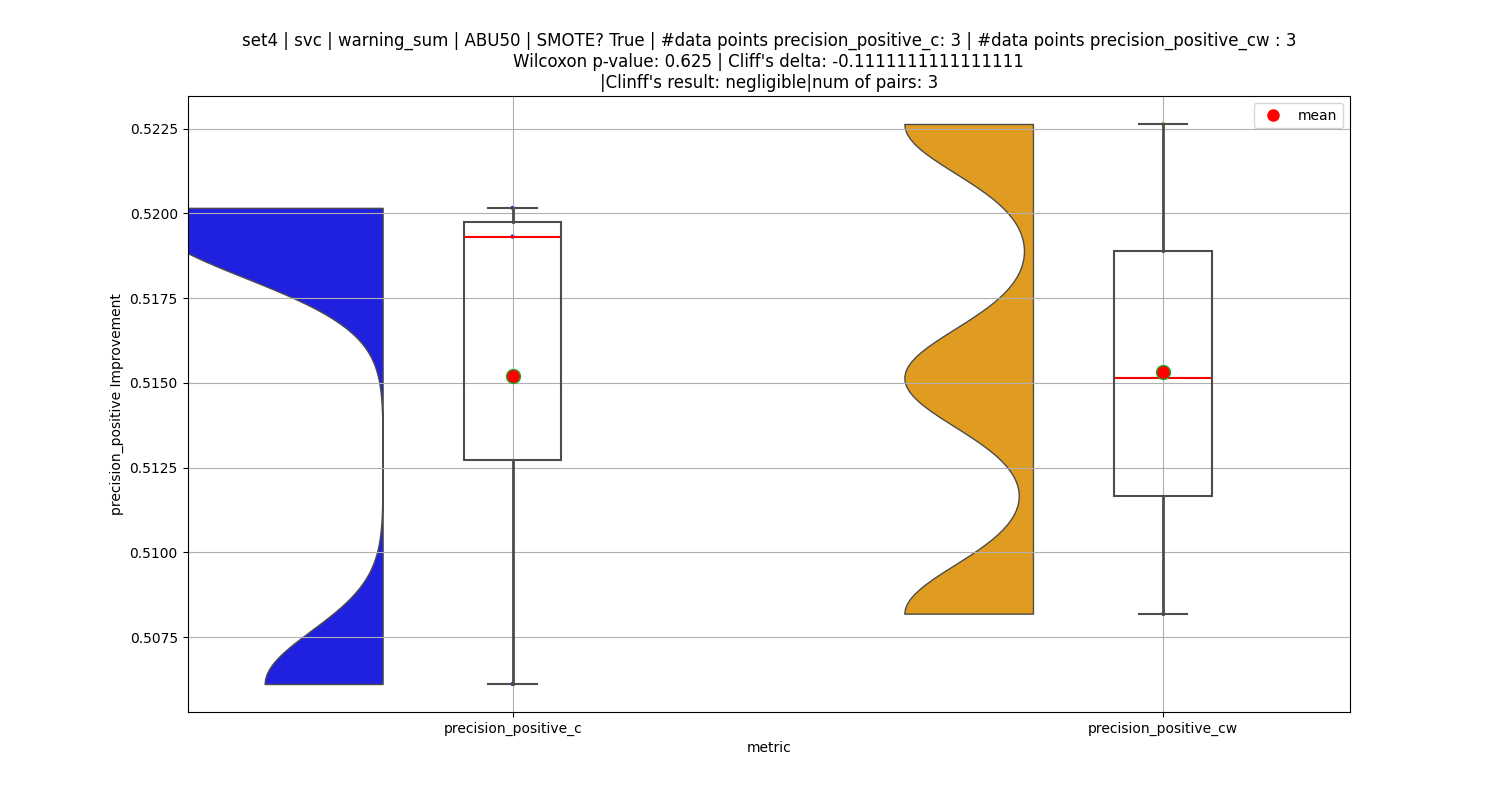 set4 | svc | warning_sum | ABU50 | SMOTE? True | #data points precision_positive_c: 3 | #data points precision_positive_cw : 3
Wilcoxon p-value: 0.625 | Cliff's delta: -0.1111111111111111
|Clinff's result: negligible|num of pairs: 3
mean
0.5225
0.5200
0.5175
0.5150
0.5125
0.5100
0.5075
precision_positive Improvement
precision_positive_c
precision_positive_cw
metric